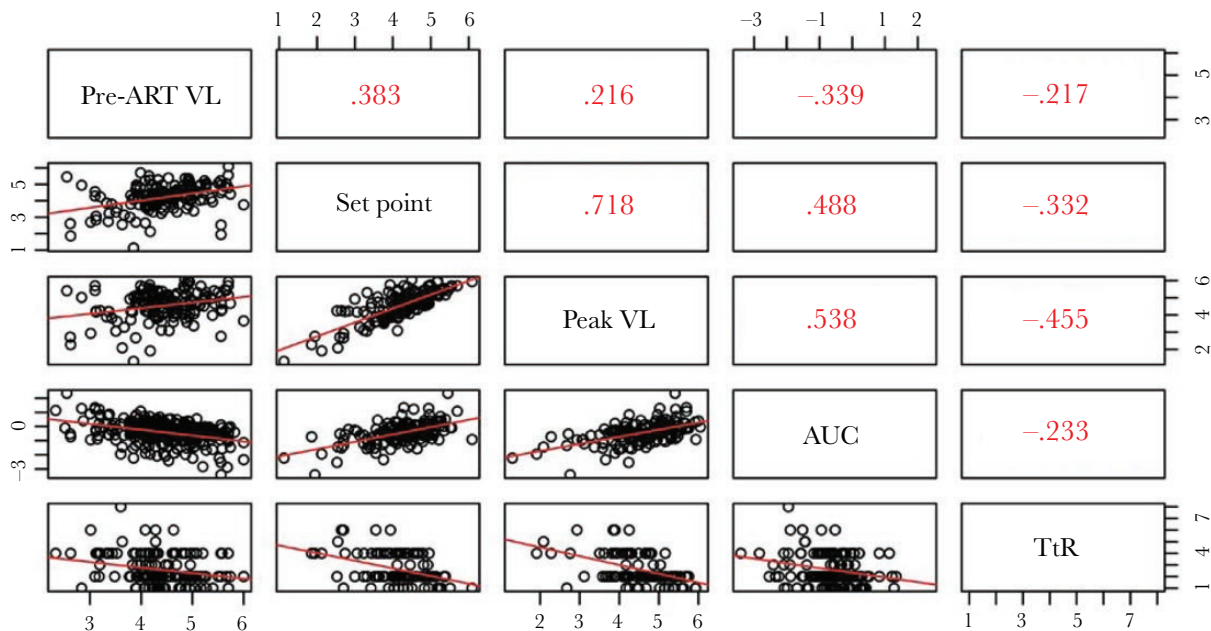 1 2 3 4 5 6 −3 −1 1 2
Pre-ART VL .383 .216 −.339 −.217 3 5
1 3 5 Set point .718 .488 −.332
Peak VL .538 −.455 2 4 6
−3 0 AUC −.233
TtR 1 4 7
3 4 5 6 2 3 4 5 6 1 3 5 7